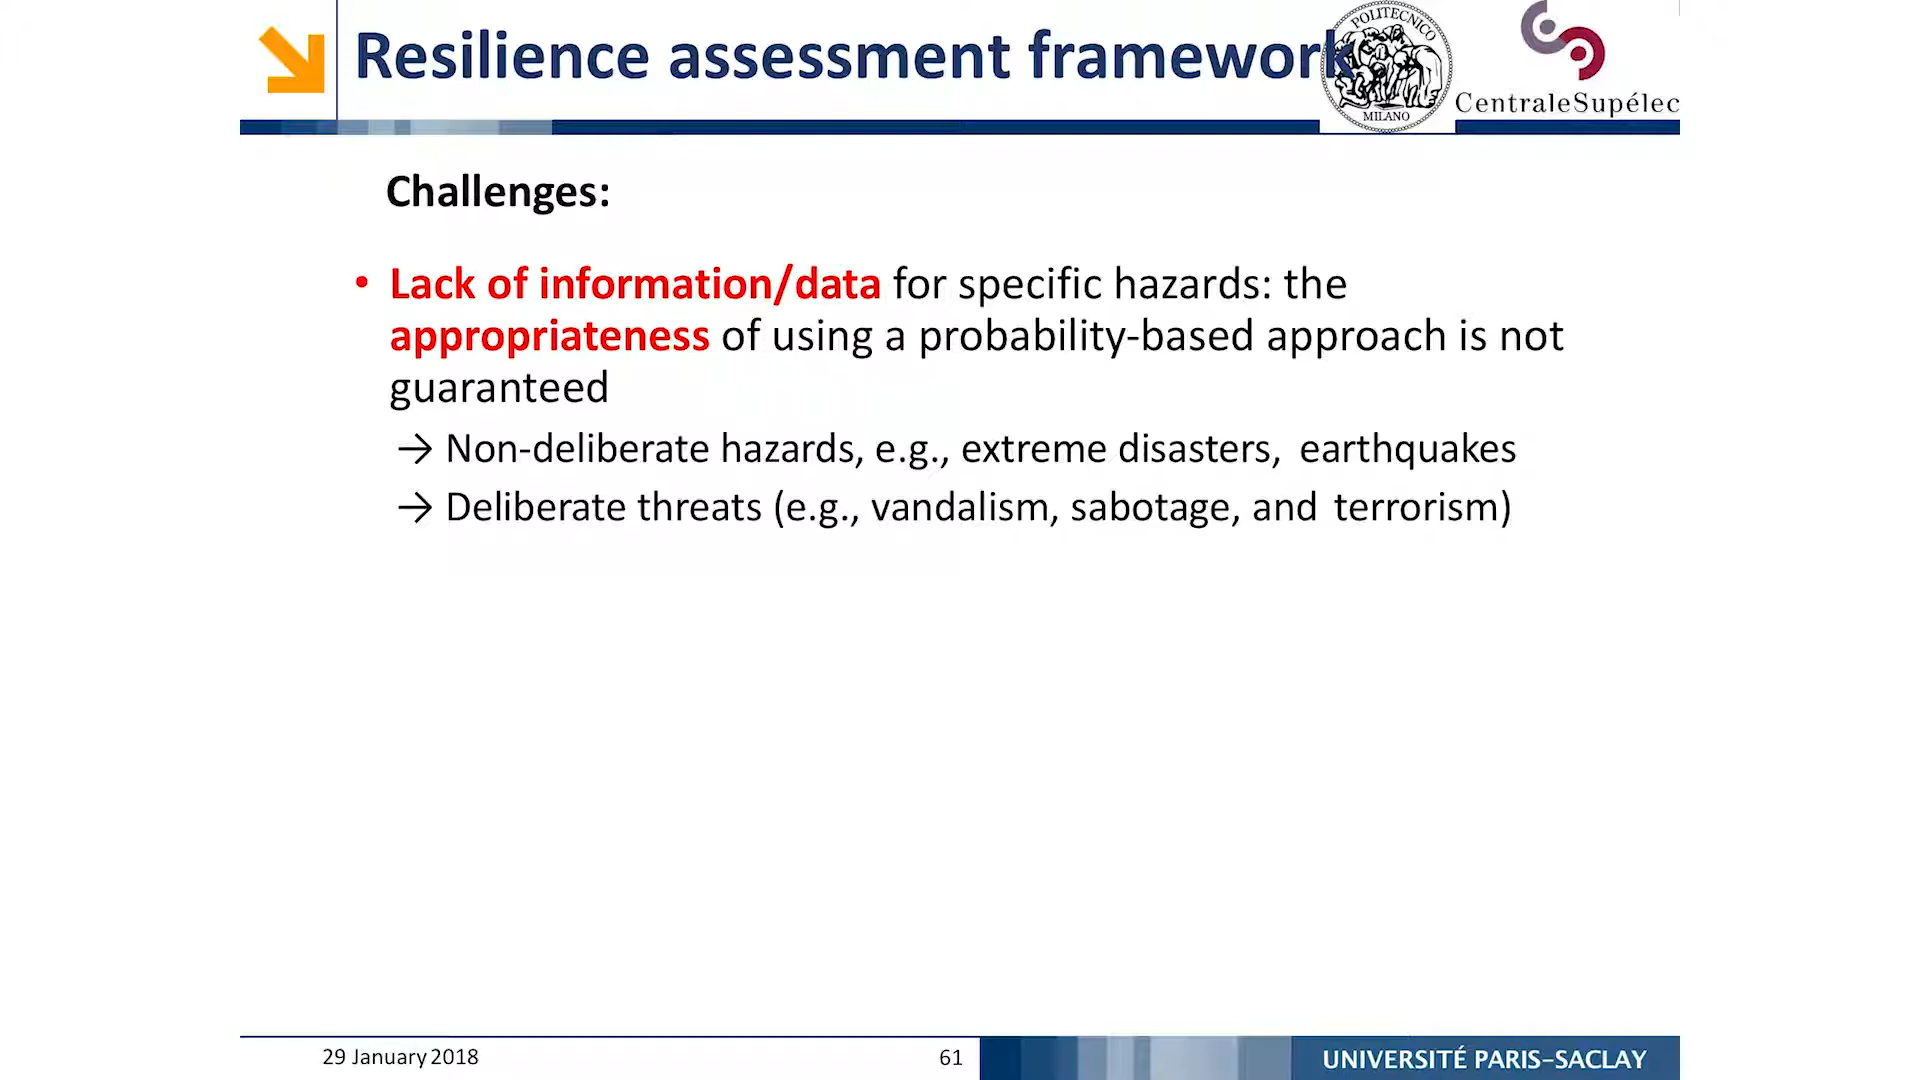 Resilience assessment framework
POLITECNICO
MILANO
CentraleSupélec
Challenges:
• Lack of information/data for specific hazards: the
appropriateness of using a probability-based approach is not
guaranteed
→ Non-deliberate hazards, e.g., extreme disasters, earthquakes
→ Deliberate threats (e.g., vandalism, sabotage, and terrorism)
29 January 2018
61
UNIVERSITÉ PARIS–SACLAY